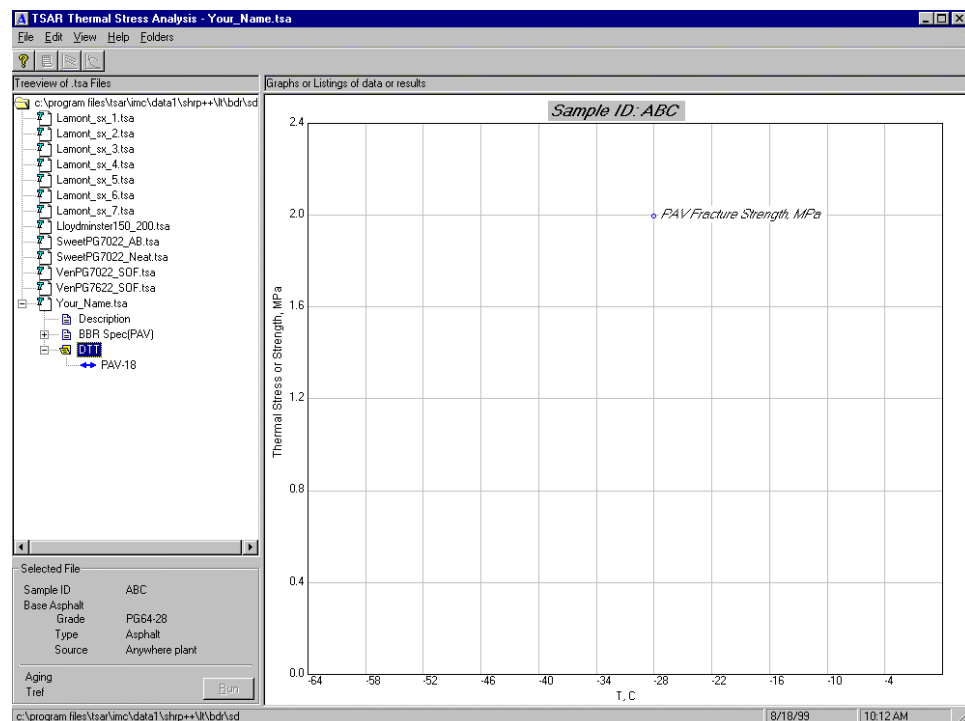 TSAR Thermal Stress Analysis - Your_Name.tsa
File Edit View Help Folders
Treeview of .tsa Files
Graphs or Listings of data or results
c:\program files\tsar\imc\data1\shrp++\lt\bdr\sd
Lamont_sx_1.tsa
Lamont_sx_2.tsa
Lamont_sx_3.tsa
Lamont_sx_4.tsa
Lamont_sx_5.tsa
Lamont_sx_6.tsa
Lamont_sx_7.tsa
Lloydminster150_200.tsa
SweetPG7022_AB.tsa
SweetPG7022_Neat.tsa
VenPG7022_SOF.tsa
VenPG7622_SOF.tsa
Your_Name.tsa
Description
BBR Spec(PAV)
DTT
PAV-18
Selected File
Sample ID ABC
Base Asphalt
Grade PG64-28
Type Asphalt
Source Anywhere plant
Aging
Tref
Run
Sample ID: ABC
Thermal Stress or Strength, MPa
2.4
2.0
1.6
1.2
0.8
0.4
0.0
PAV Fracture Strength, MPa
-64 -58 -52 -46 -40 -34 -28 -22 -16 -10 -4
T, C
c:\program files\tsar\imc\data1\shrp++\lt\bdr\sd
8/18/99 10:12 AM